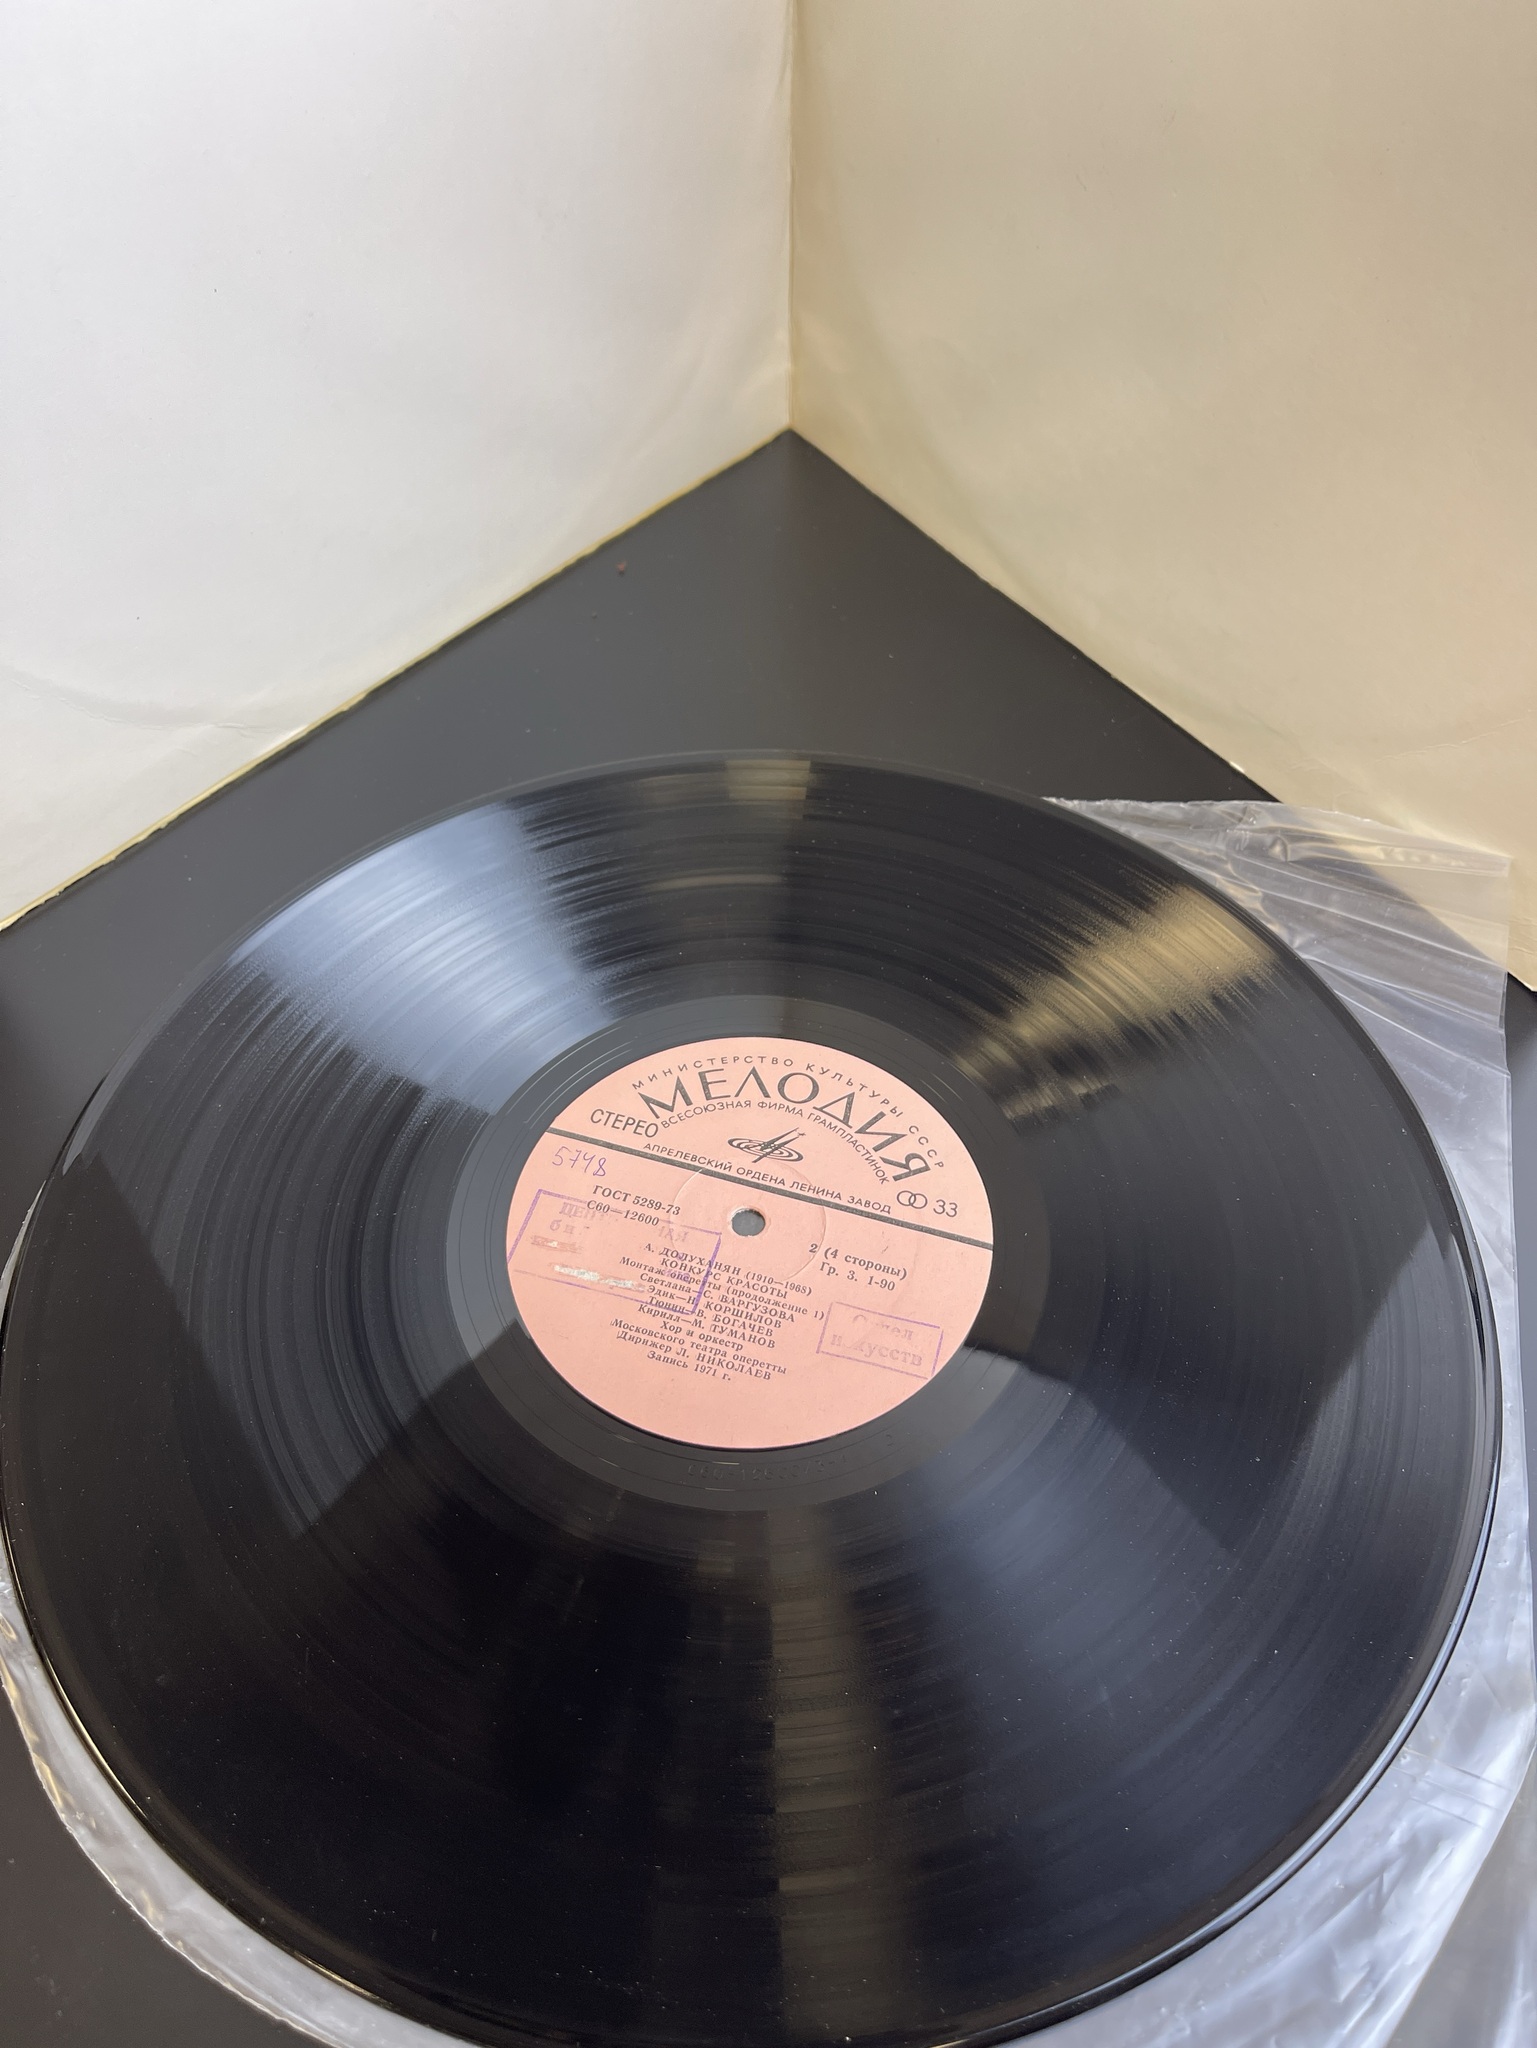 МИНИСТЕРСТВО КУЛЬТУРЫ СССР
МЕЛОДИЯ
ВСЕСОЮЗНАЯ ФИРМА ГРАМПЛАСТИНОК
СТЕРЕО
АПРЕЛЕВСКИЙ ОРДЕНА ЛЕНИНА ЗАВОД
33
5748
ГОСТ 5289-73
С60—12600
2 (4 стороны)
Гр. 3. 1-90
А. ДОЛУХАНЯН (1910—1968)
КОНКУРС КРАСОТЫ
Монтаж оперетты (продолжение 1)
Светлана—С. ВАРГУЗОВА
Эдик—Н. КОРШИЛОВ
Тюнин—В. БОГАЧЕВ
Кирилл—М. ТУМАНОВ
Хор и оркестр
Московского театра оперетты
Дирижер Л. НИКОЛАЕВ
Запись 1971 г.
Отдел
искусств